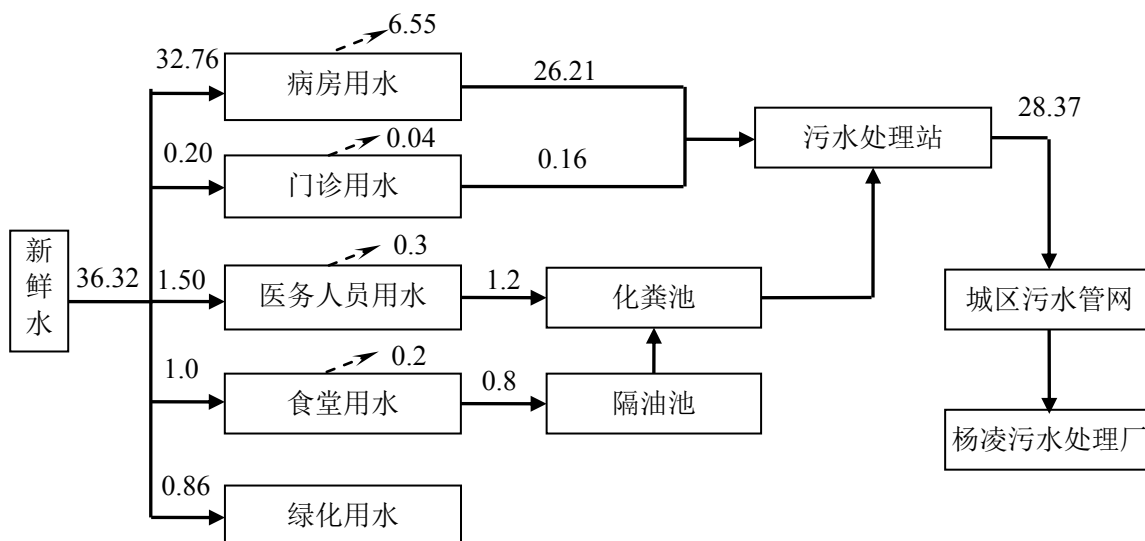 6.55
32.76
病房用水
26.21
28.37
污水处理站
0.04
0.20
门诊用水
0.16
新鲜水
36.32
0.3
1.50
医务人员用水
1.2
化粪池
城区污水管网
0.2
1.0
食堂用水
0.8
隔油池
杨凌污水处理厂
0.86
绿化用水